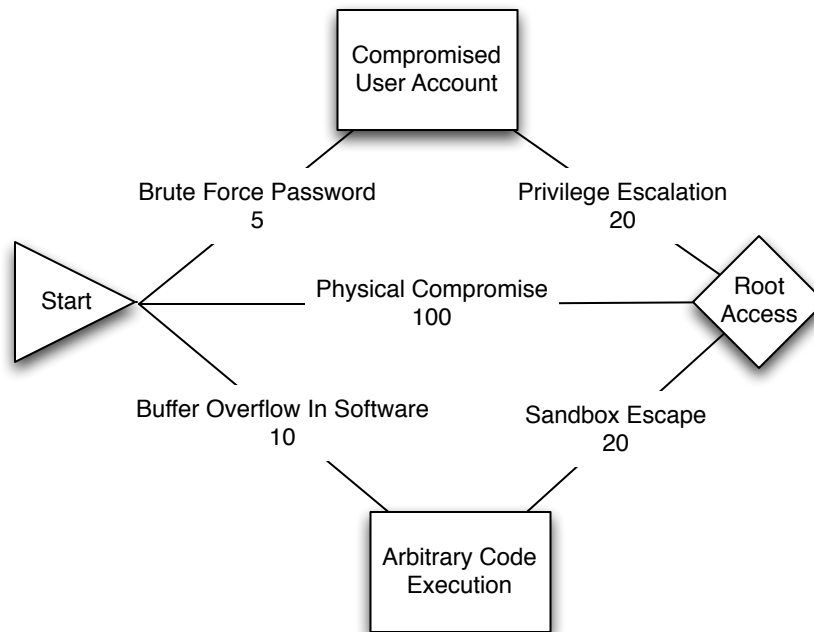 Compromised
User Account
Brute Force Password
5
Privilege Escalation
20
Start
Physical Compromise
100
Root
Access
Buffer Overflow In Software
10
Sandbox Escape
20
Arbitrary Code
Execution